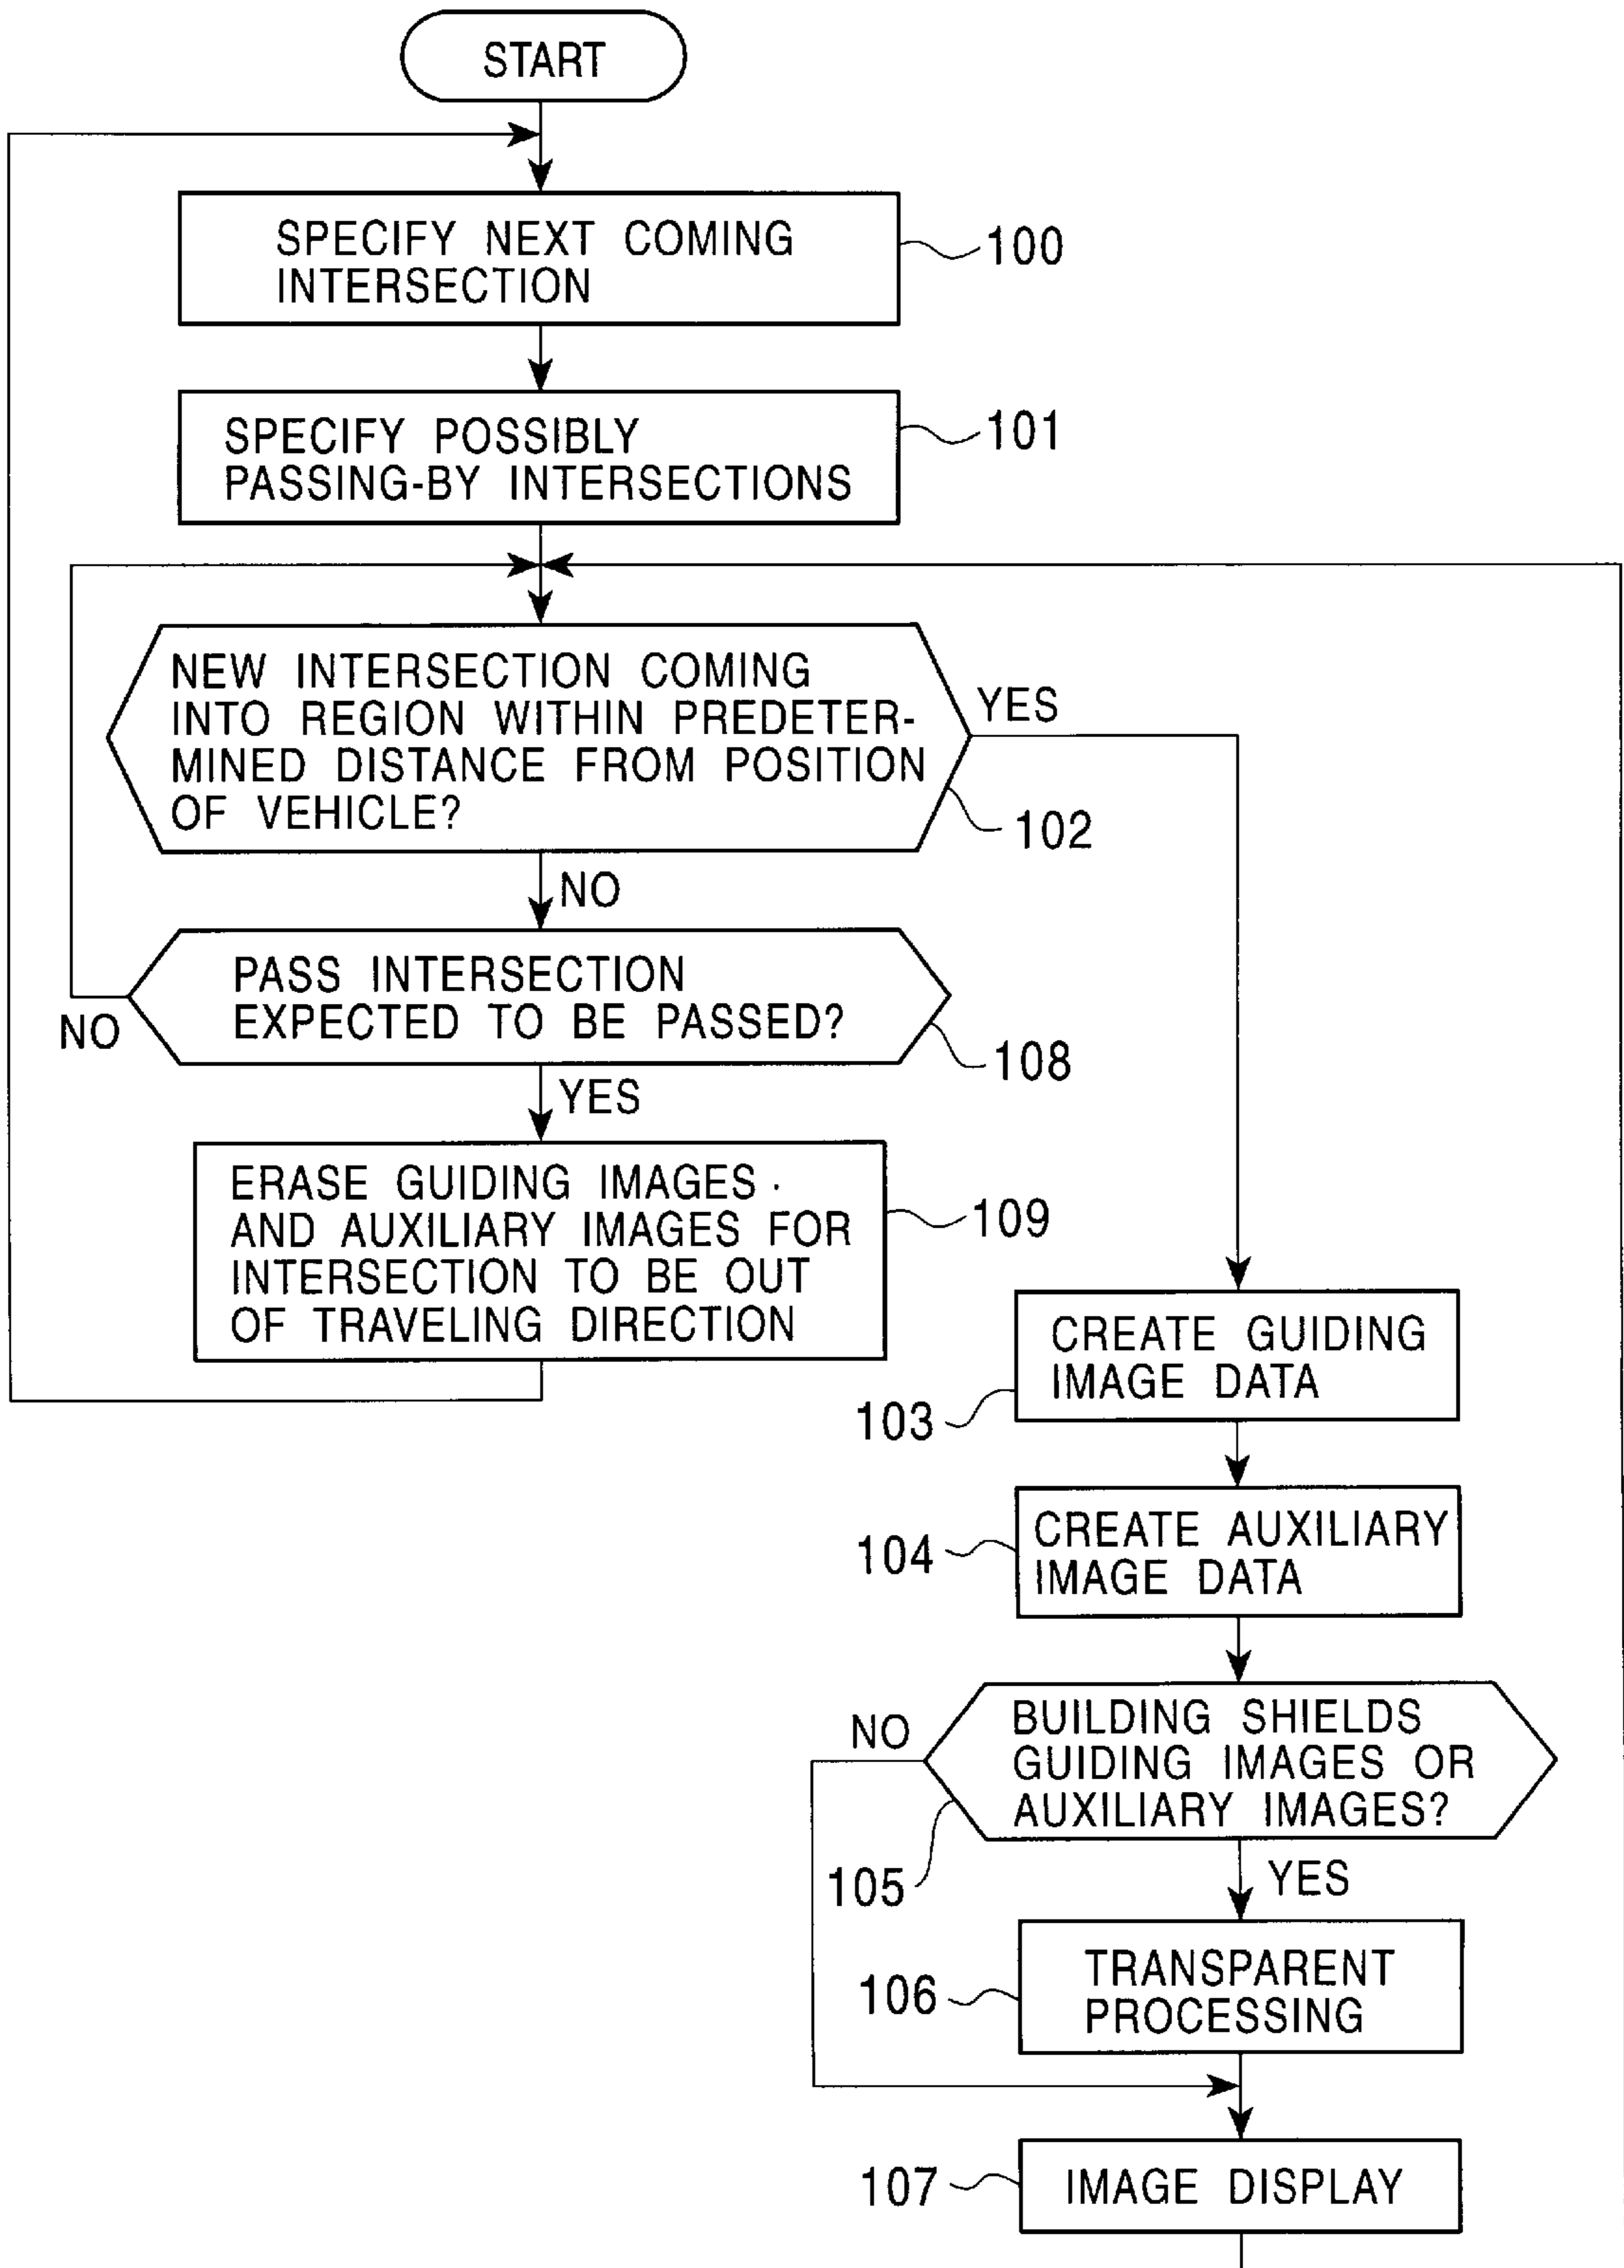 START
SPECIFY NEXT COMING
INTERSECTION
100
SPECIFY POSSIBLY
PASSING-BY INTERSECTIONS
101
NEW INTERSECTION COMING
INTO REGION WITHIN PREDETER-
MINED DISTANCE FROM POSITION
OF VEHICLE?
YES
102
NO
PASS INTERSECTION
EXPECTED TO BE PASSED?
NO
108
YES
ERASE GUIDING IMAGES
AND AUXILIARY IMAGES FOR
INTERSECTION TO BE OUT
OF TRAVELING DIRECTION
109
CREATE GUIDING
IMAGE DATA
103
CREATE AUXILIARY
IMAGE DATA
104
NO
BUILDING SHIELDS
GUIDING IMAGES OR
AUXILIARY IMAGES?
105
YES
TRANSPARENT
PROCESSING
106
IMAGE DISPLAY
107